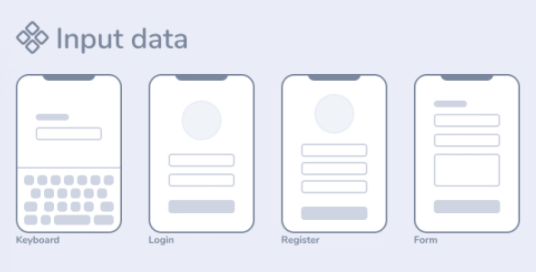 Input data
Keyboard
Login
Register
Form